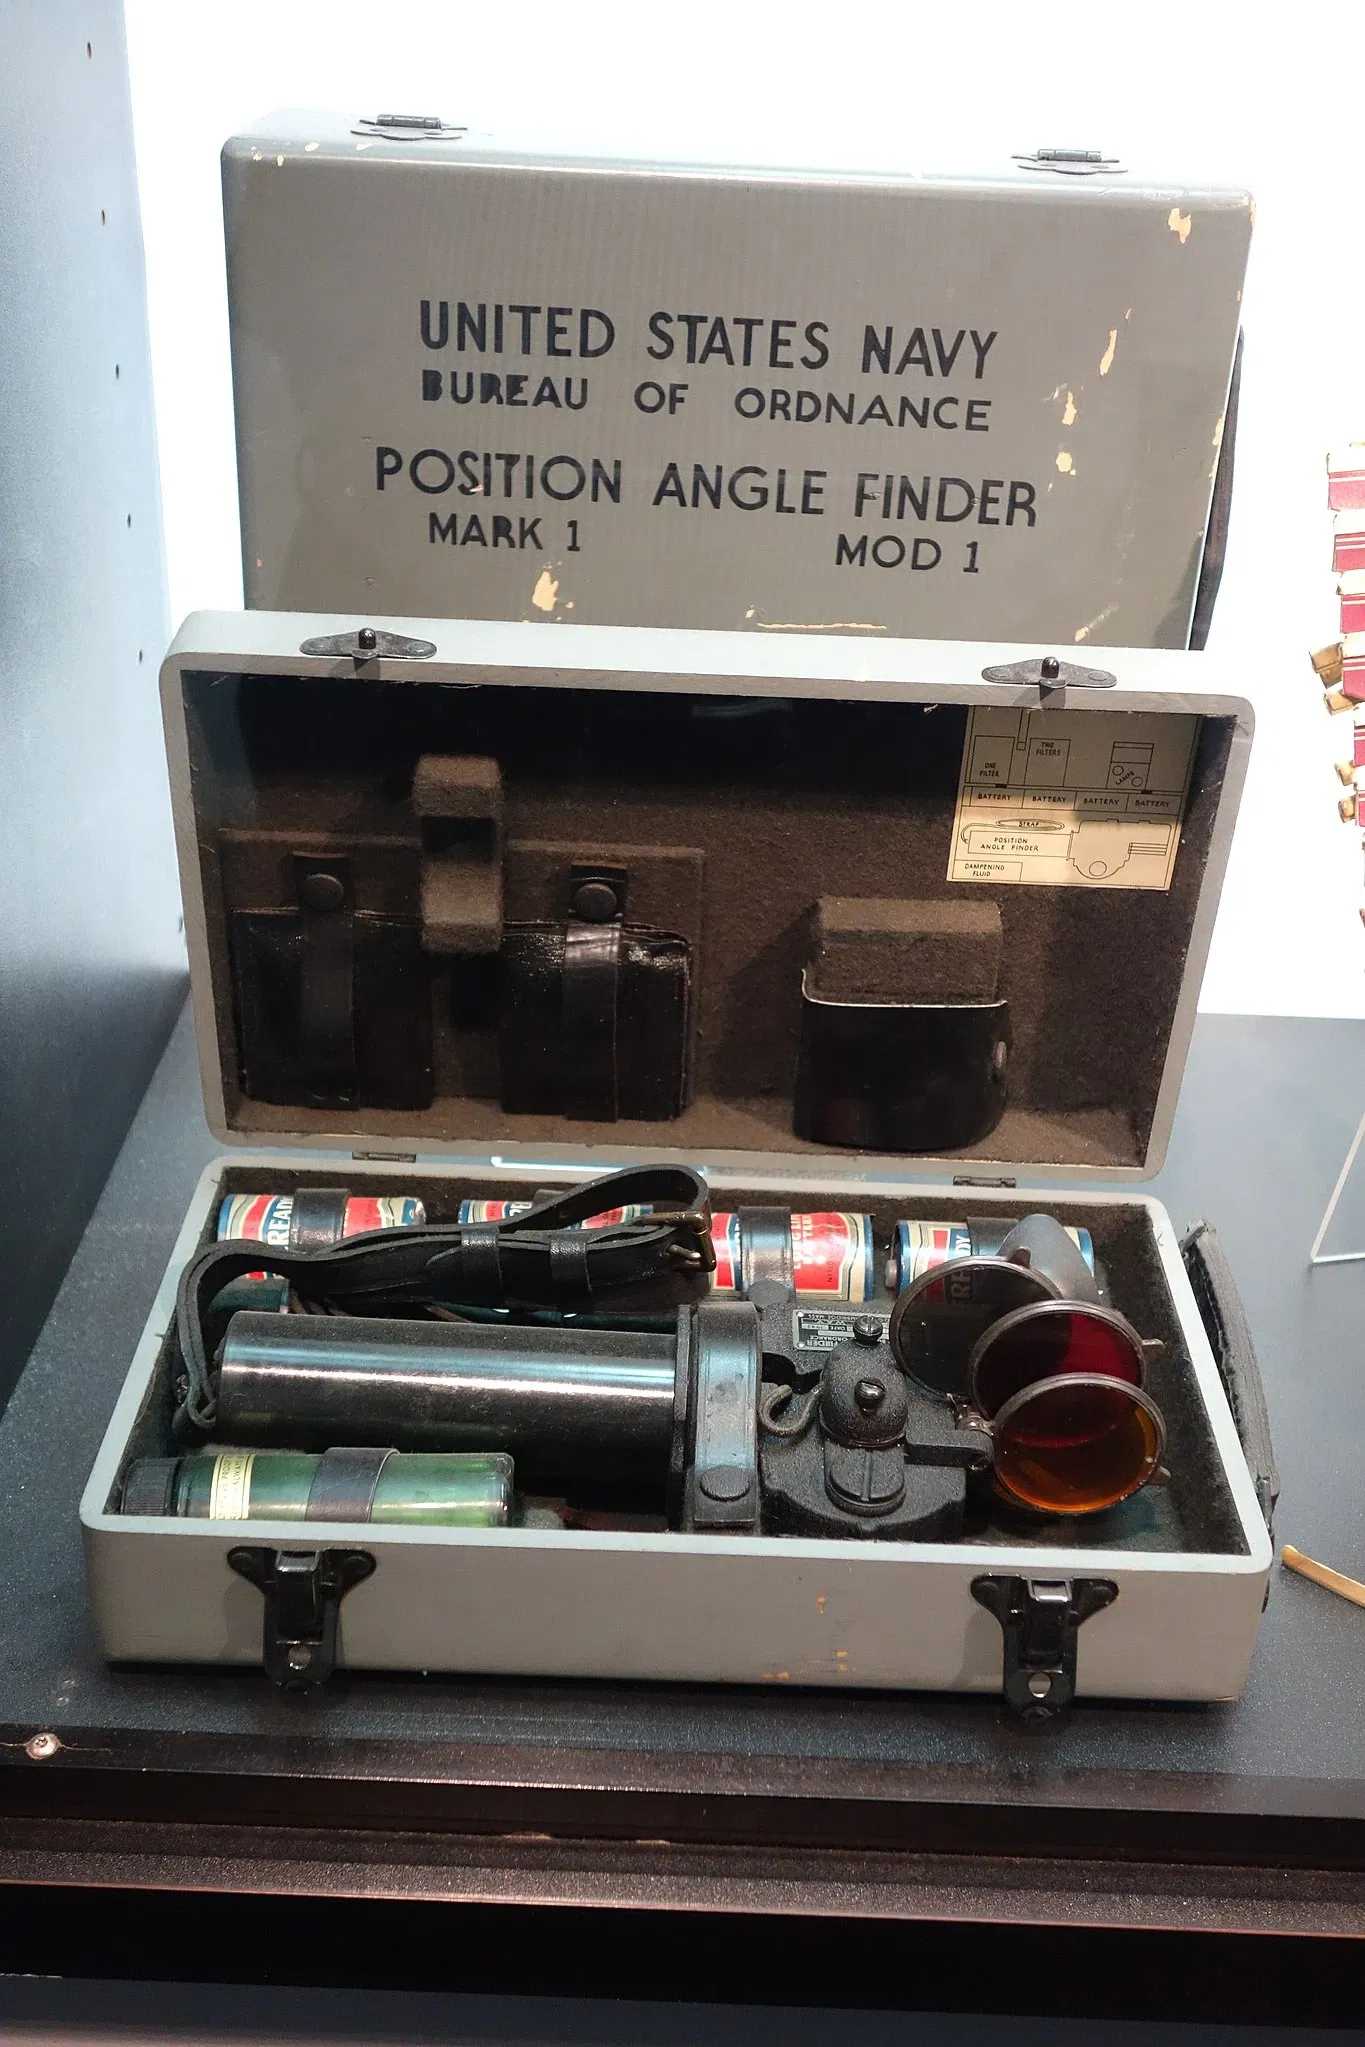 UNITED STATES NAVY
BUREAU OF ORDNANCE
POSITION ANGLE FINDER
MARK 1 MOD 1
ONE FILTER
TWO FILTERS
LAMPS
BATTERY BATTERY BATTERY BATTERY
STRAP
POSITION
ANGLE FINDER
DAMPENING
FLUID